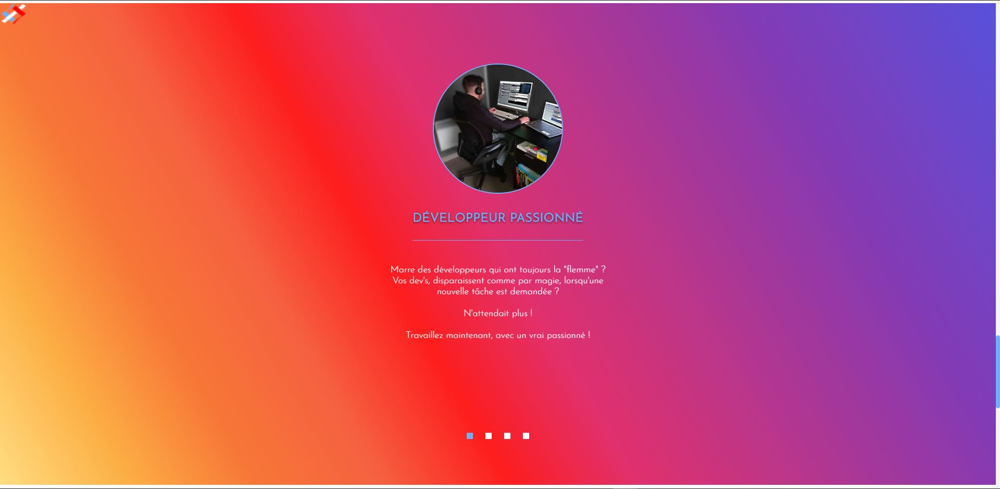 DÉVELOPPEUR PASSIONNÉ
Marre des développeurs qui ont toujours la "flemme" ?
Vos dev's, disparaissent comme par magie, lorsqu'une
nouvelle tâche est demandée ?
N'attendait plus !
Travaillez maintenant, avec un vrai passionné !